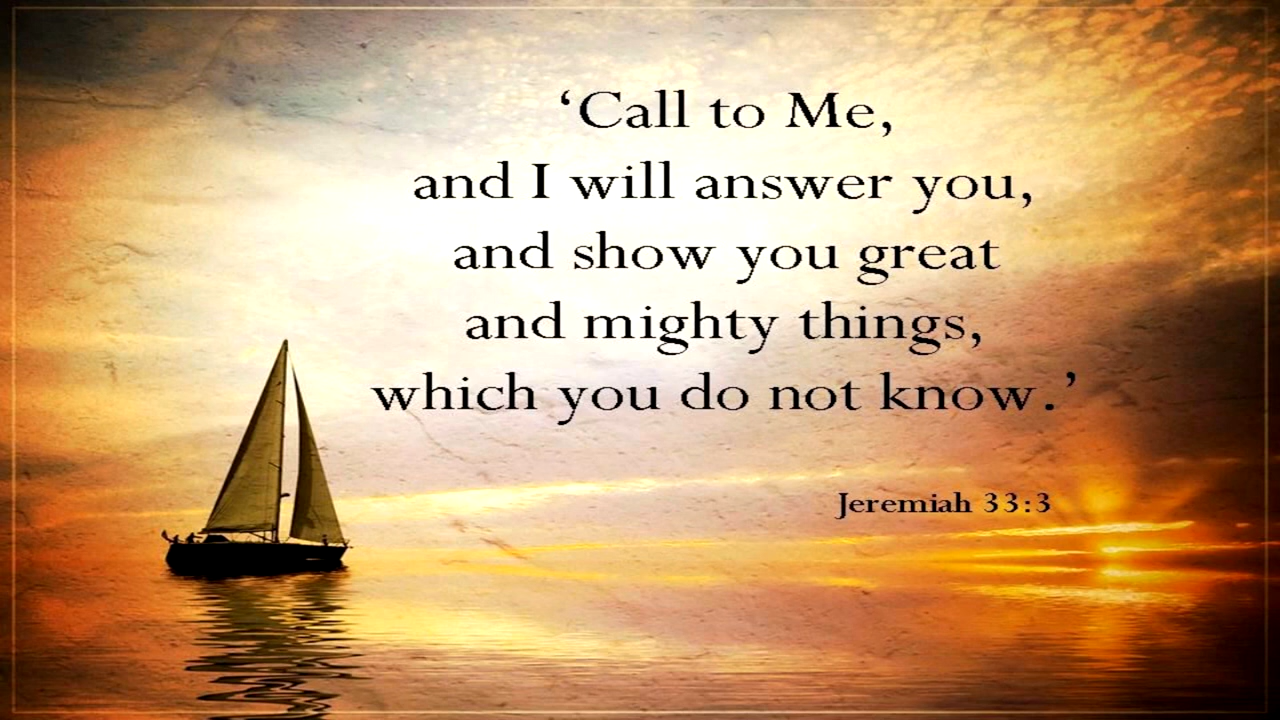 ‘Call to Me,
and I will answer you,
and show you great
and mighty things,
which you do not know.’
Jeremiah 33:3